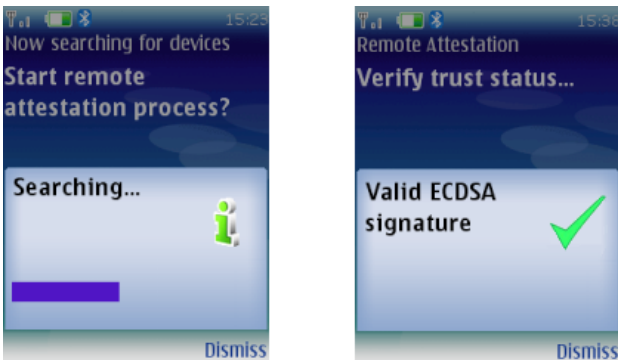 15:23
Now searching for devices
Start remote
attestation process?
Searching...
Dismiss
15:38
Remote Attestation
Verify trust status...
Valid ECDSA
signature
Dismiss